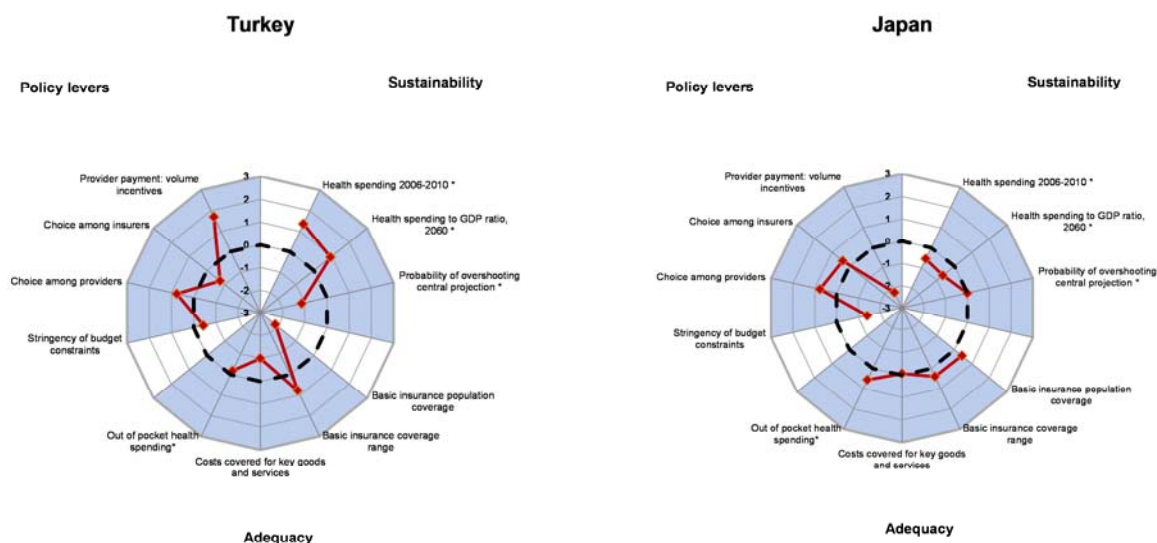 Turkey
Policy levers
Sustainability
Provider payment: volume
incentives
Choice among insurers
Choice among providers
Stringency of budget
constraints
3
2
1
0
-1
-2
-3
Health spending 2006-2010 *
Health spending to GDP ratio,
2060 *
Probability of overshooting
central projection *
Basic insurance population
coverage
Basic insurance coverage
range
Costs covered for key goods
and services
Out of pocket health
spending*
Adequacy
Japan
Policy levers
Sustainability
Provider payment: volume
incentives
Choice among insurers
Choice among providers
Stringency of budget
constraints
3
2
1
0
-1
-2
-3
Health spending 2006-2010 *
Health spending to GDP ratio,
2060 *
Probability of overshooting
central projection *
Basic insurance population
coverage
Basic insurance coverage
range
Costs covered for key goods
and services
Out of pocket health
spending*
Adequacy